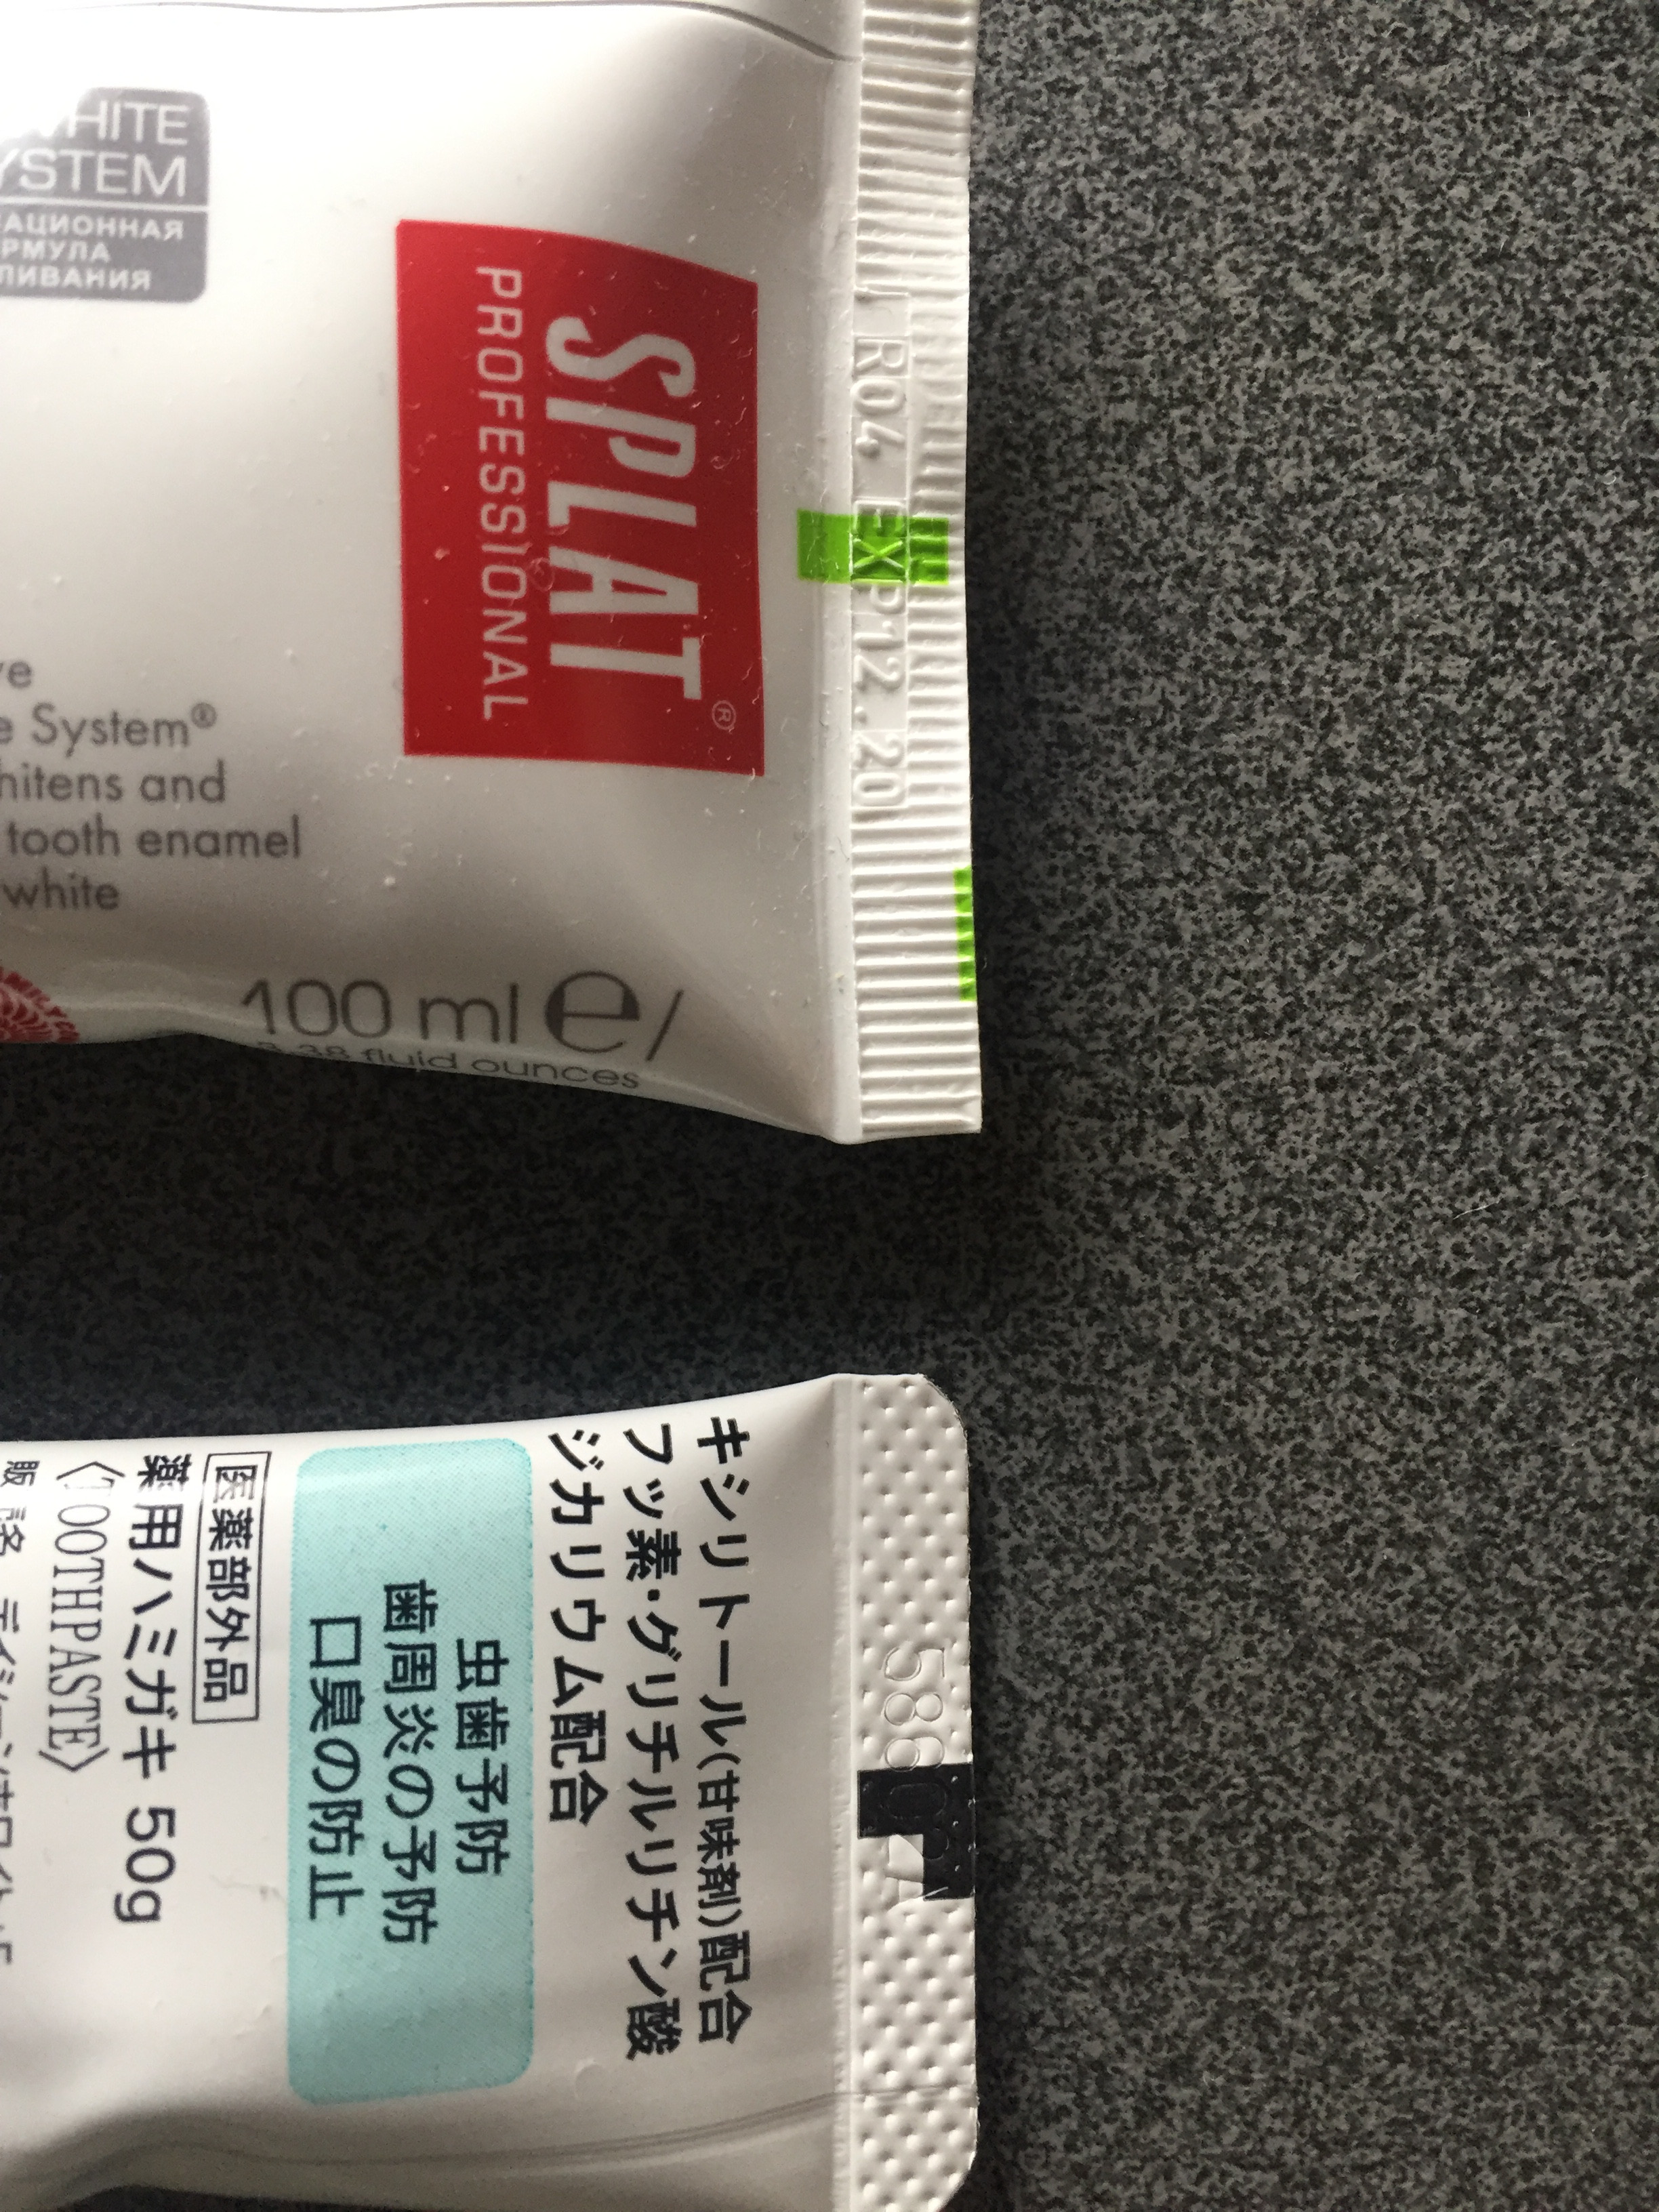 HITE
YSTEM
АЦИОННАЯ
РМУЛА
ЛИВАНИЯ
SPLAT®
PROFESSIONAL
R04 EXP12.20
e System®
hitens and
tooth enamel
white
100 ml e/
fluid ounces
キシリトール(甘味剤)配合
フッ素・グリチルリチン酸
ジカリウム配合
虫歯予防
歯周炎の予防
口臭の防止
医薬部外品
薬用ハミガキ 50g
〈TOOTHPASTE〉